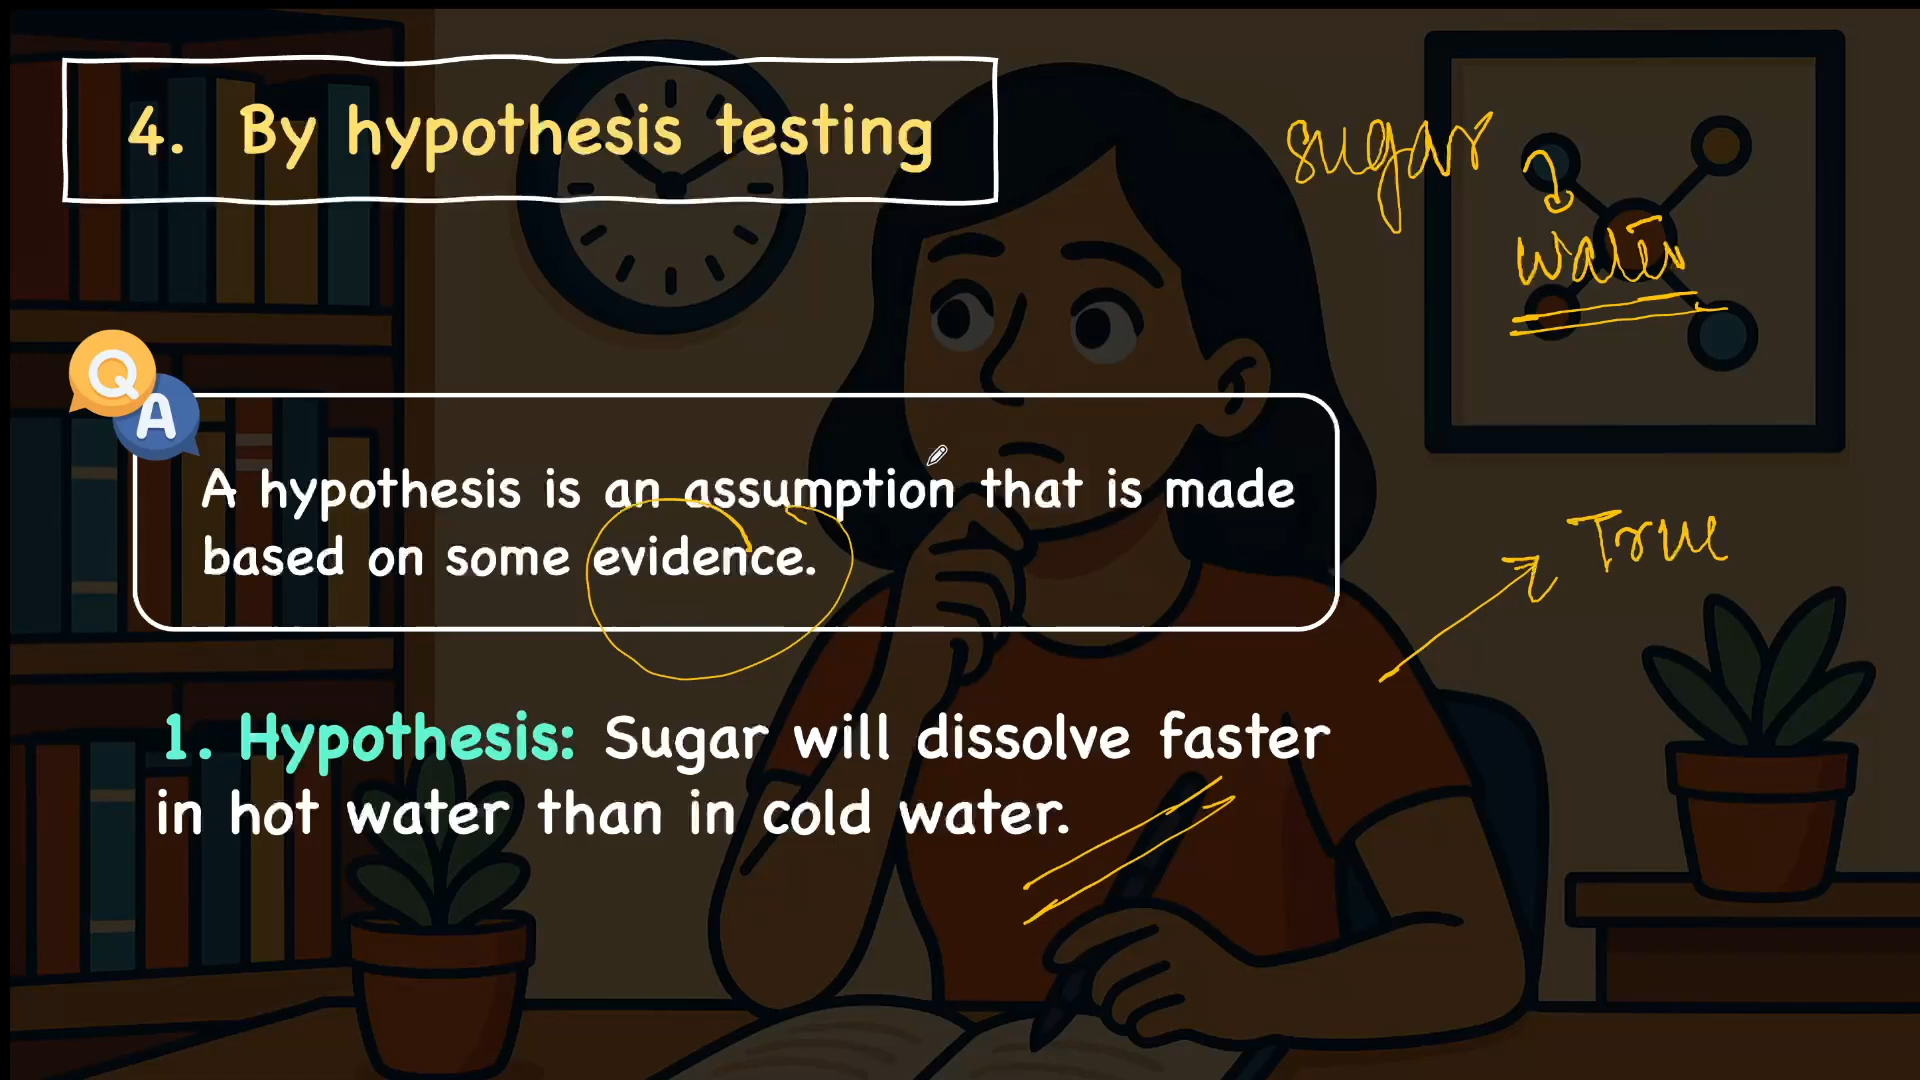 4. By hypothesis testing
sugar
water
Q
A
A hypothesis is an assumption that is made
based on some evidence.
True
1. Hypothesis: Sugar will dissolve faster
in hot water than in cold water.